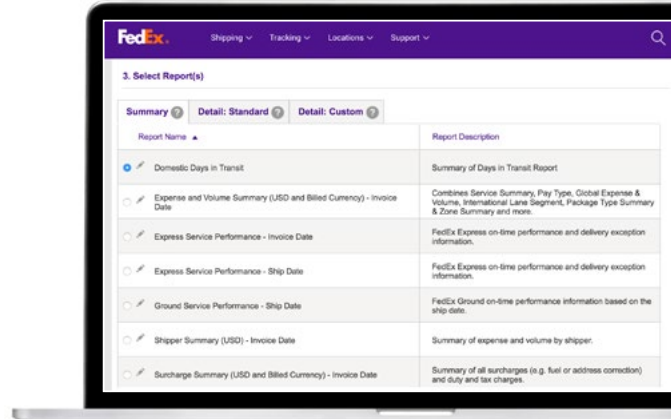 FedEx.
Shipping Tracking Locations Support
3. Select Report(s)
Summary ? Detail: Standard ? Detail: Custom ?
Report Name Report Description
Domestic Days in Transit Summary of Days in Transit Report
Expense and Volume Summary (USD and Billed Currency) - Invoice
Date
Combines Service Summary, Pay Type, Global Expense &
Volume, International Lane Segment, Package Type Summary
& Zone Summary and more.
Express Service Performance - Invoice Date
FedEx Express on-time performance and delivery exception
information.
Express Service Performance - Ship Date
FedEx Express on-time performance and delivery exception
information.
Ground Service Performance - Ship Date
FedEx Ground on-time performance information based on the
ship date.
Shipper Summary (USD) - Invoice Date Summary of expense and volume by shipper.
Surcharge Summary (USD and Billed Currency) - Invoice Date
Summary of all surcharges (e.g. fuel or address correction)
and duty and tax charges.